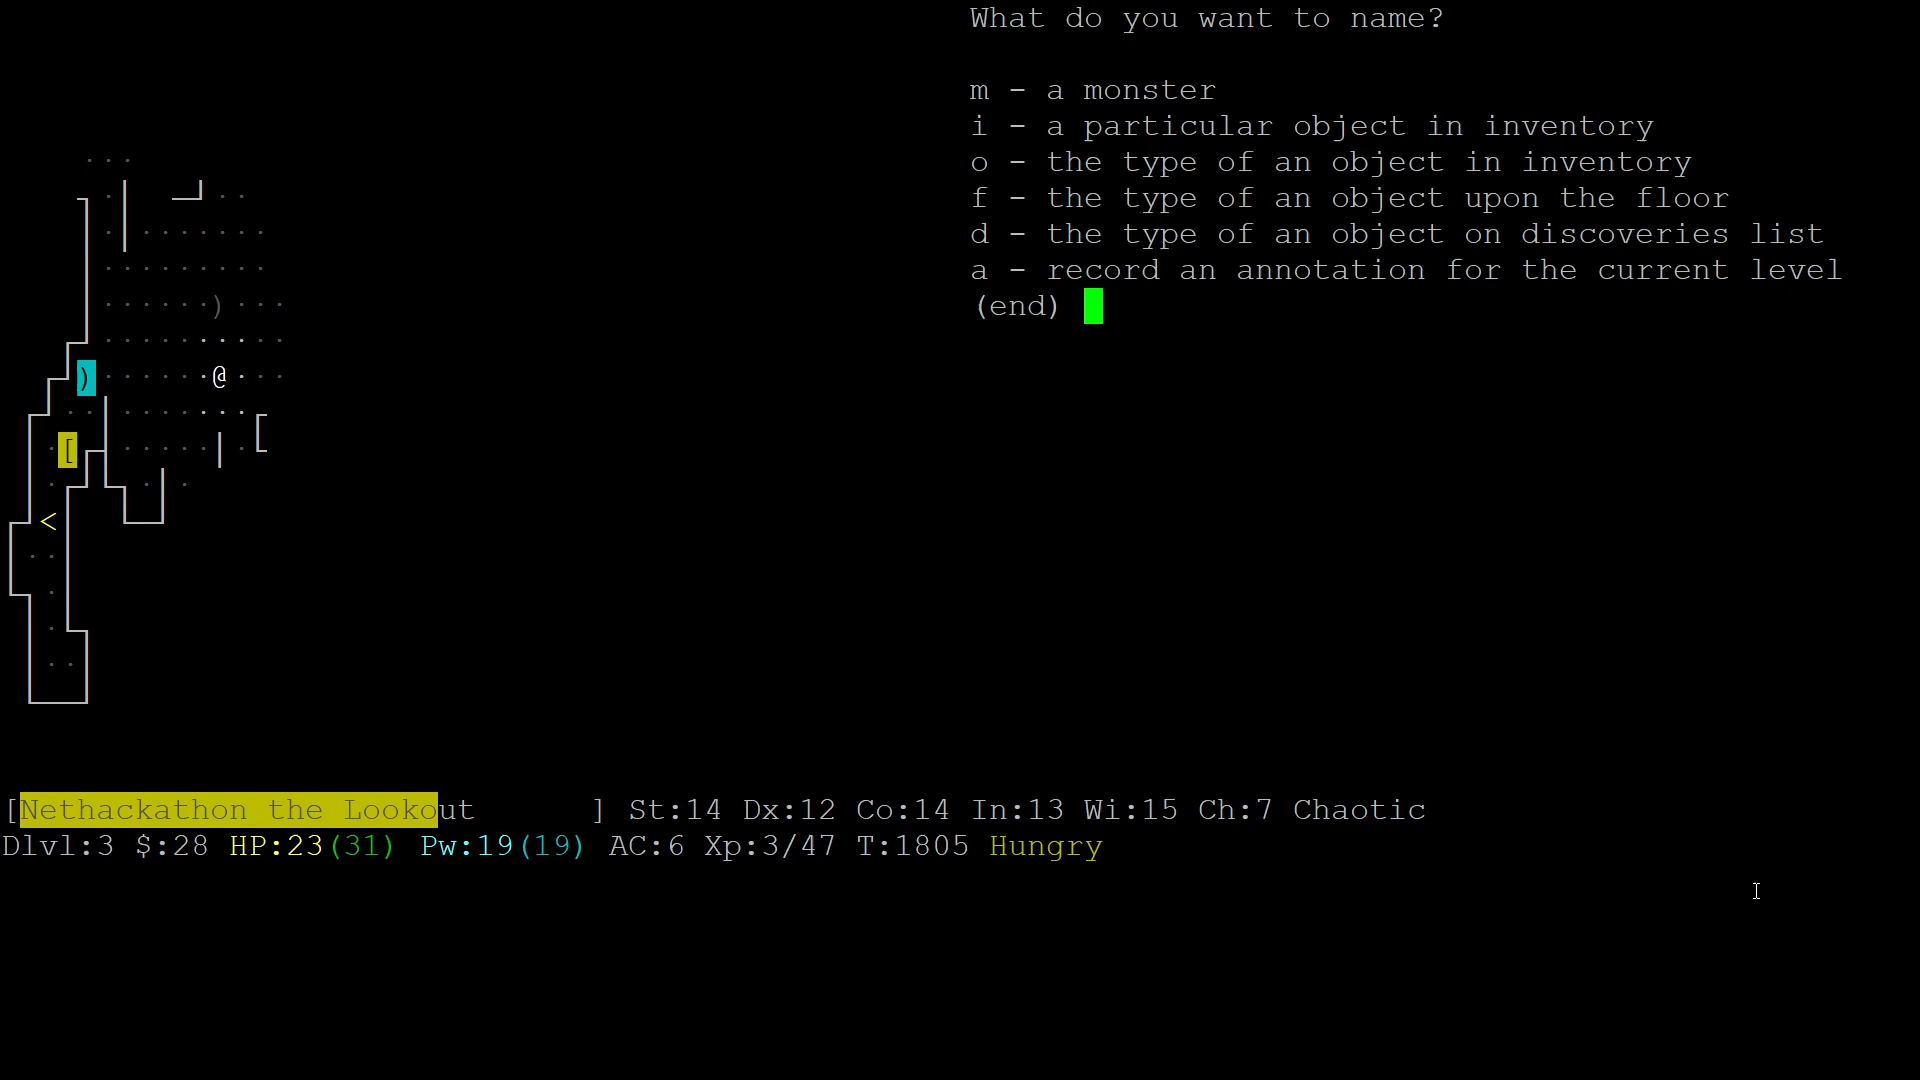 What do you want to name?
m - a monster
i - a particular object in inventory
o - the type of an object in inventory
f - the type of an object upon the floor
d - the type of an object on discoveries list
a - record an annotation for the current level
(end)
[Nethackathon the Lookout ] St:14 Dx:12 Co:14 In:13 Wi:15 Ch:7 Chaotic
Dlvl:3 $:28 HP:23(31) Pw:19(19) AC:6 Xp:3/47 T:1805 Hungry